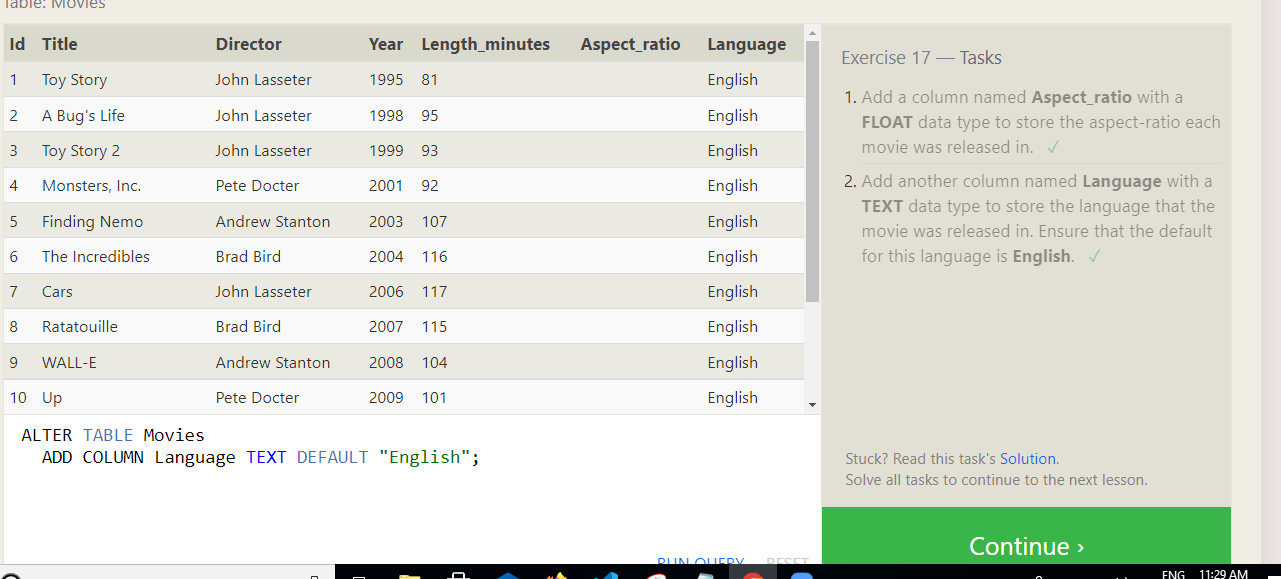 Table: Movies
Id Title Director Year Length_minutes Aspect_ratio Language
1 Toy Story John Lasseter 1995 81 English
2 A Bug's Life John Lasseter 1998 95 English
3 Toy Story 2 John Lasseter 1999 93 English
4 Monsters, Inc. Pete Docter 2001 92 English
5 Finding Nemo Andrew Stanton 2003 107 English
6 The Incredibles Brad Bird 2004 116 English
7 Cars John Lasseter 2006 117 English
8 Ratatouille Brad Bird 2007 115 English
9 WALL-E Andrew Stanton 2008 104 English
10 Up Pete Docter 2009 101 English
ALTER TABLE Movies
ADD COLUMN Language TEXT DEFAULT "English";
RUN QUERY RESET
Exercise 17 — Tasks
1. Add a column named Aspect_ratio with a
FLOAT data type to store the aspect-ratio each
movie was released in. ✓
2. Add another column named Language with a
TEXT data type to store the language that the
movie was released in. Ensure that the default
for this language is English. ✓
Stuck? Read this task's Solution.
Solve all tasks to continue to the next lesson.
Continue ›
ENG 11:29 AM